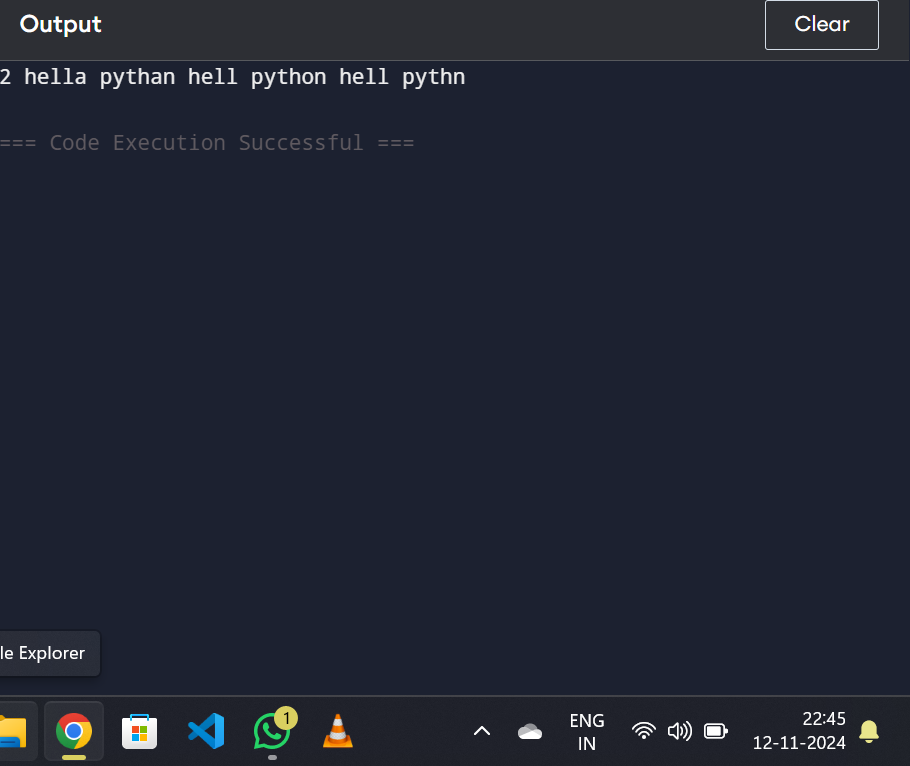 Output
Clear
2 hella pythan hell python hell pythn
=== Code Execution Successful ===
le Explorer
1
ENG
IN
22:45
12-11-2024